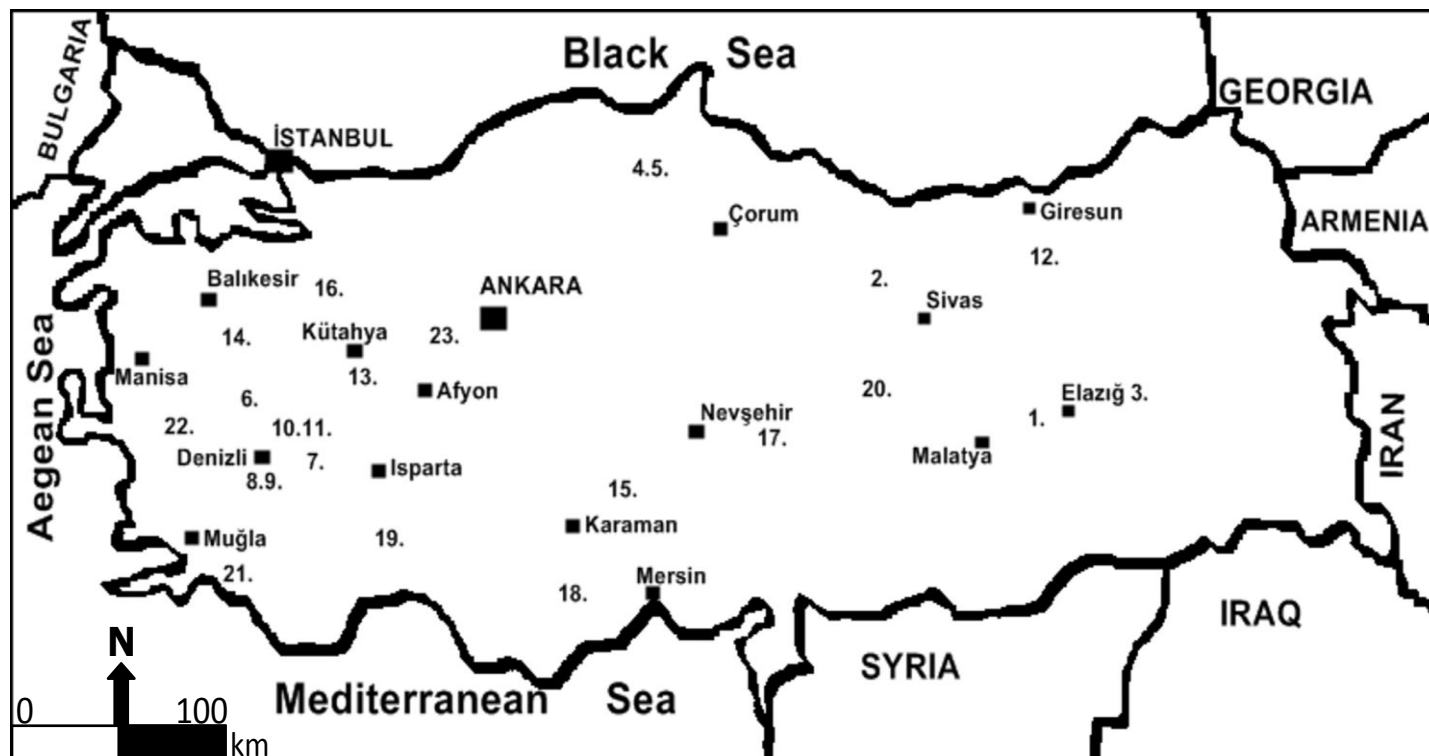 Black Sea
BULGARIA
GEORGIA
İSTANBUL
4.5.
Çorum
Giresun
ARMENIA
12.
Balıkesir
16.
ANKARA
2.
Sivas
14.
Kütahya
23.
Manisa
13.
Afyon
Aegean Sea
6.
20.
Elazığ 3.
Nevşehir
1.
22.
10.11.
17.
IRAN
Denizli
7.
Isparta
Malatya
8.9.
15.
Karaman
Muğla
19.
21.
18.
Mersin
IRAQ
N
SYRIA
Mediterranean Sea
0 100
km